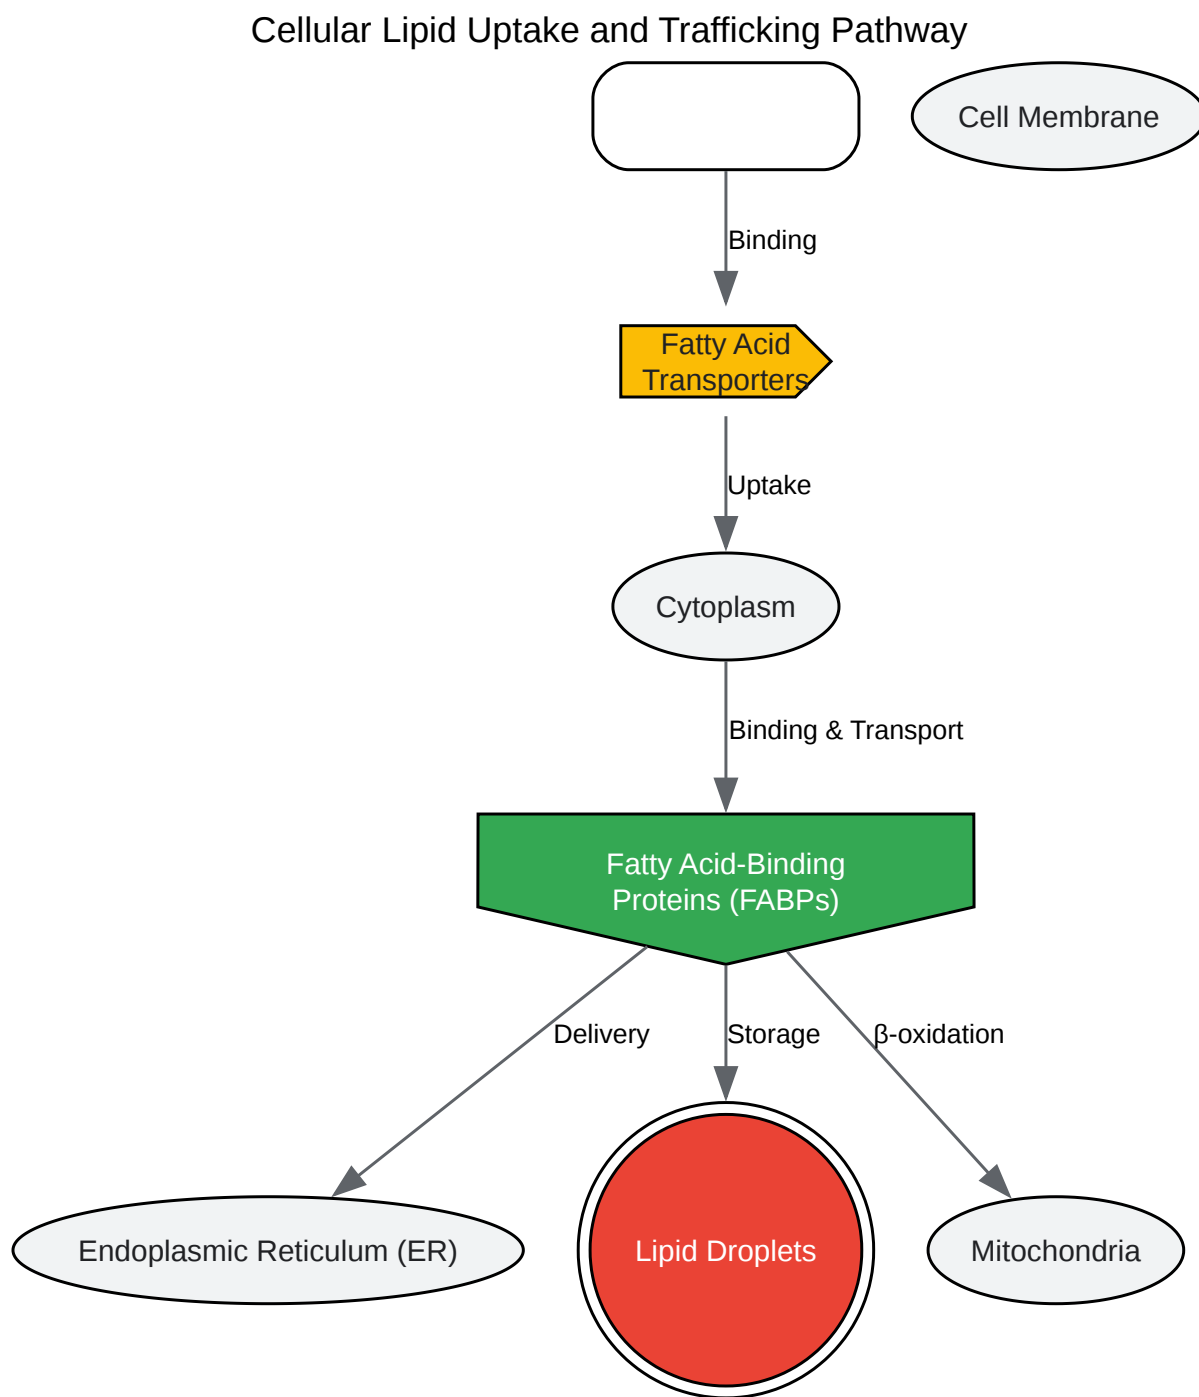 Cellular Lipid Uptake and Trafficking Pathway
Cell Membrane
Binding
Fatty Acid
Transporters
Uptake
Cytoplasm
Binding & Transport
Fatty Acid-Binding
Proteins (FABPs)
Delivery
Storage
β-oxidation
Endoplasmic Reticulum (ER)
Lipid Droplets
Mitochondria